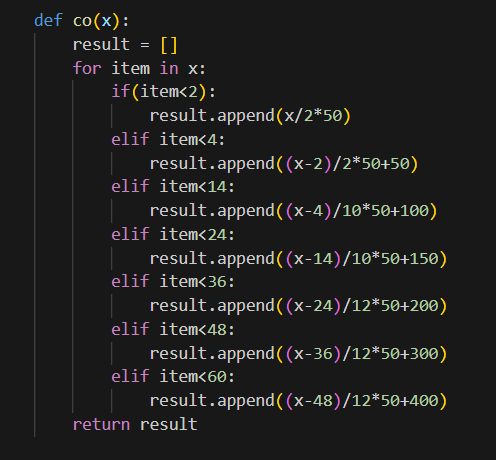 def co(x):
    result = []
    for item in x:
        if(item<2):
            result.append(x/2*50)
        elif item<4:
            result.append((x-2)/2*50+50)
        elif item<14:
            result.append((x-4)/10*50+100)
        elif item<24:
            result.append((x-14)/10*50+150)
        elif item<36:
            result.append((x-24)/12*50+200)
        elif item<48:
            result.append((x-36)/12*50+300)
        elif item<60:
            result.append((x-48)/12*50+400)
    return result